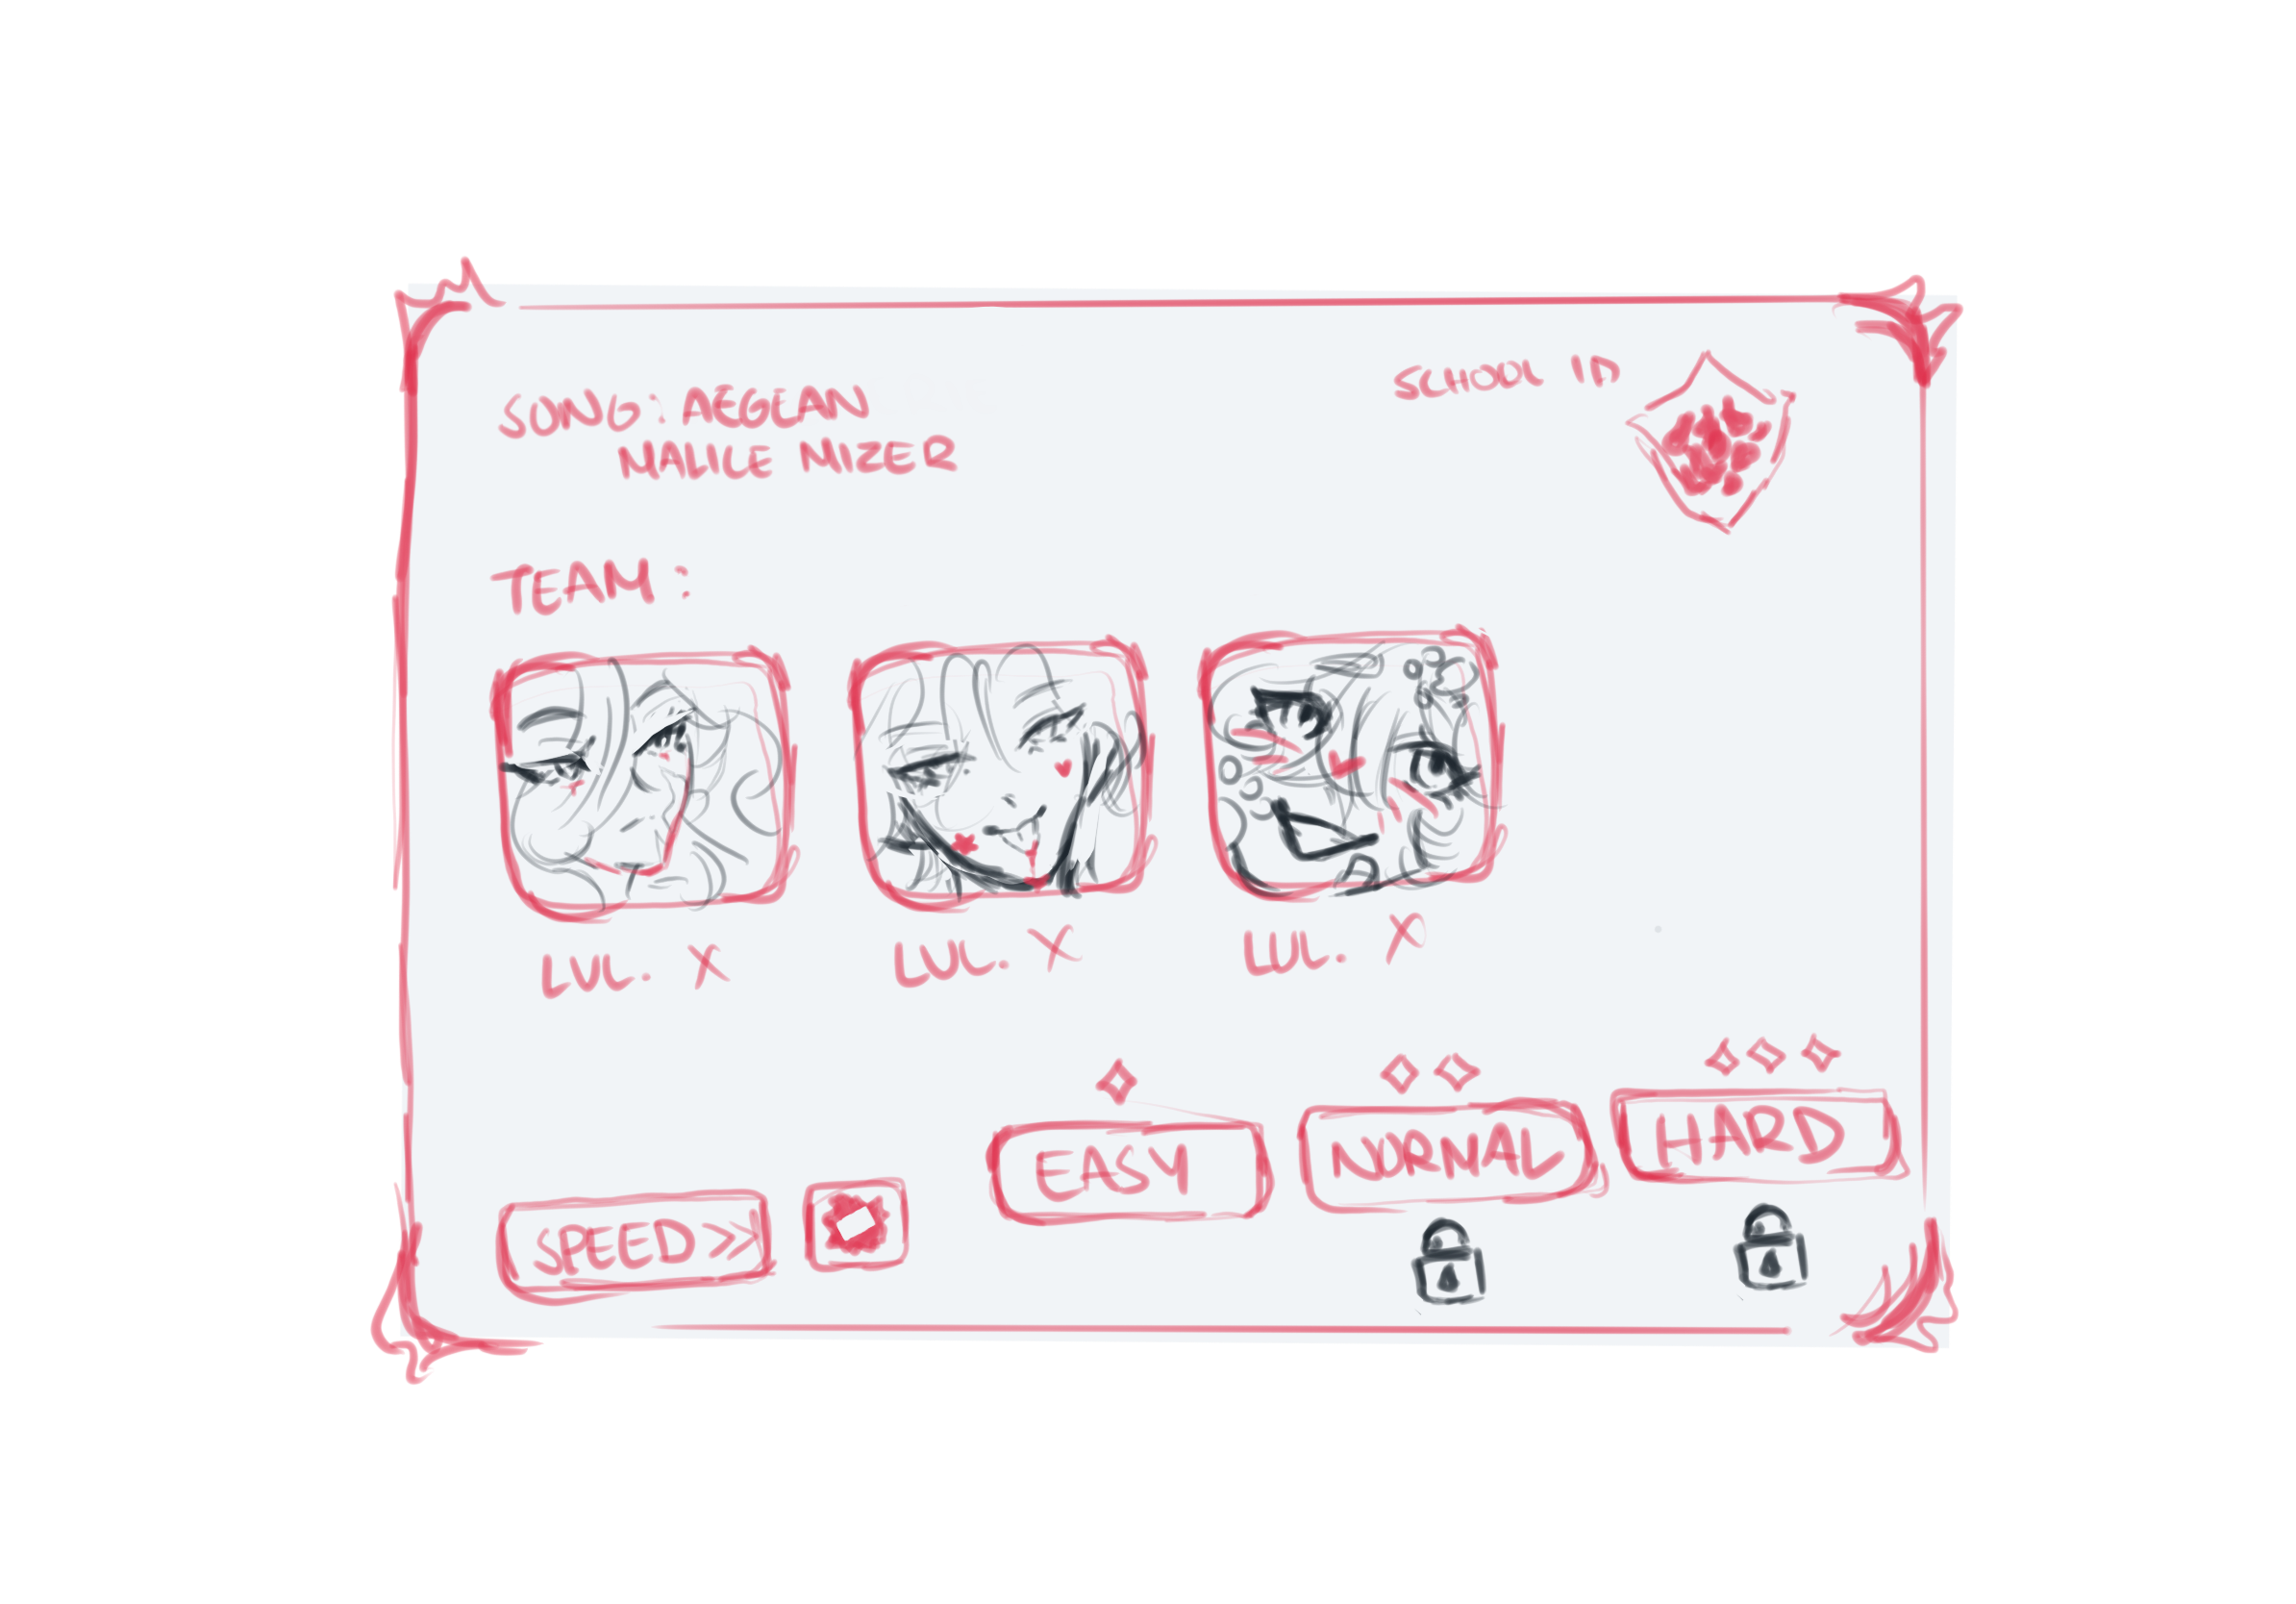 SONG: AEGEAN
MALICE MIZER
SCHOOL ID
TEAM:
LVL. X
LVL. X
LVL. X
EASY
NORMAL
HARD
SPEED >>